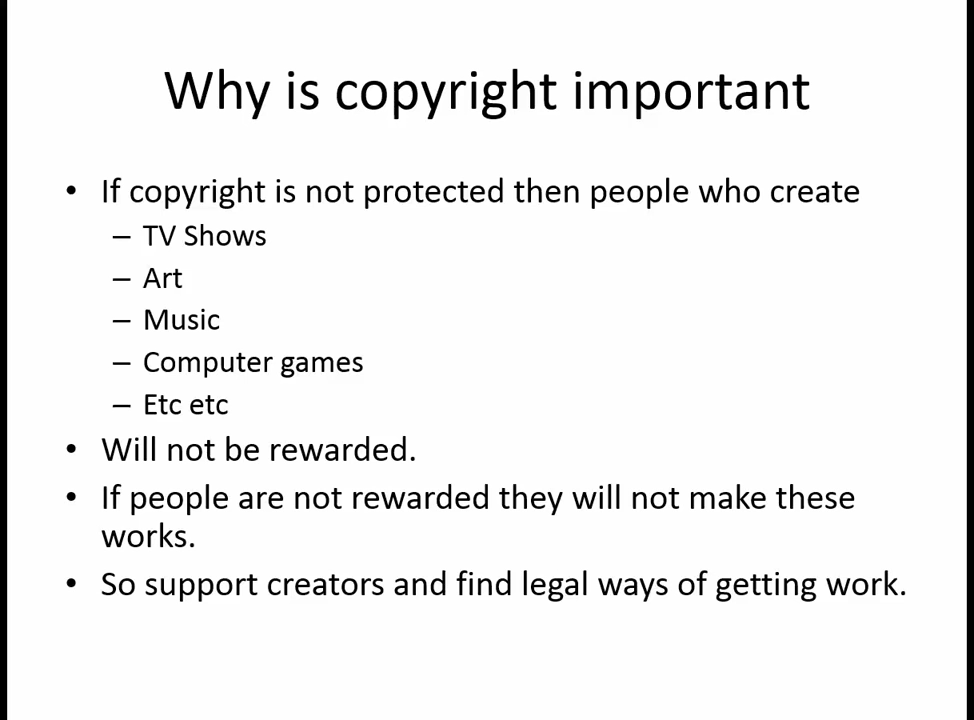 Why is copyright important
• If copyright is not protected then people who create
– TV Shows
– Art
– Music
– Computer games
– Etc etc
• Will not be rewarded.
• If people are not rewarded they will not make these
works.
• So support creators and find legal ways of getting work.